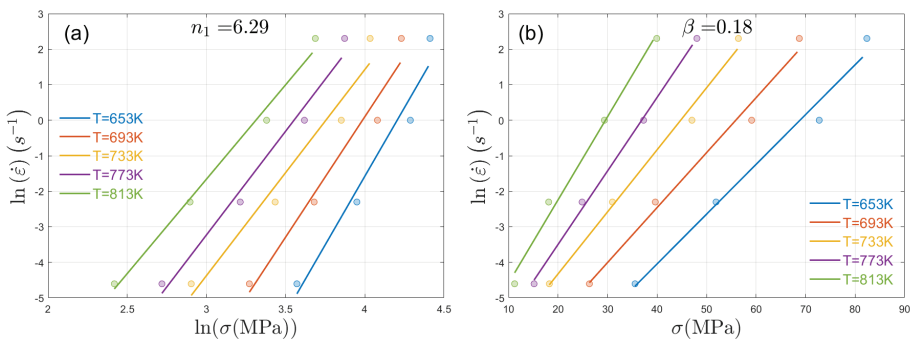 (a)
n₁ =6.29
3
2
1
0
-1
-2
-3
-4
-5
ln (ε̇) (s⁻¹)
T=653K
T=693K
T=733K
T=773K
T=813K
2
2.5
3
3.5
4
4.5
ln(σ(MPa))
(b)
β =0.18
3
2
1
0
-1
-2
-3
-4
-5
ln (ε̇) (s⁻¹)
T=653K
T=693K
T=733K
T=773K
T=813K
10
20
30
40
50
60
70
80
90
σ(MPa)